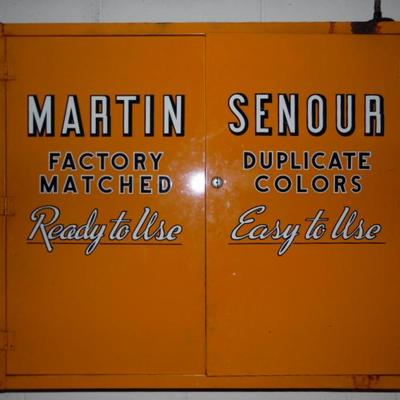 MARTIN SENOUR
FACTORY MATCHED
Ready to Use
DUPLICATE COLORS
Easy to Use